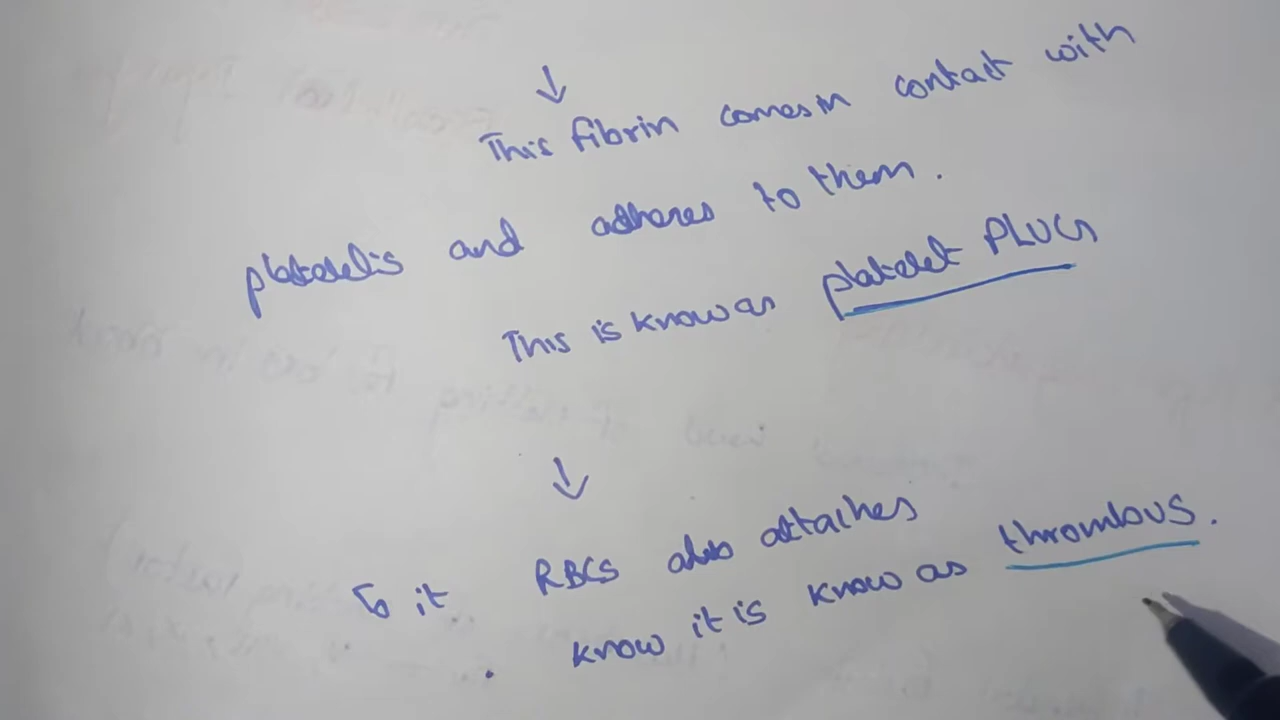 ↓
This fibrin comes in contact with
platelets and adheres to them.
This is know as platelet PLUG
↓
RBCS also attaches
to it
know it is know as thrombus.